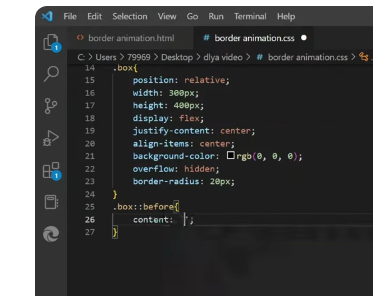 File Edit Selection View Go Run Terminal Help
border animation.html # border animation.css
C: > Users > 79969 > Desktop > dlya video > # border animation.css >
14 .box{
15 position: relative;
16 width: 300px;
17 height: 400px;
18 display: flex;
19 justify-content: center;
20 align-items: center;
21 background-color: rgb(0, 0, 0);
22 overflow: hidden;
23 border-radius: 20px;
24 }
25 .box::before{
26 content: '';
27 }